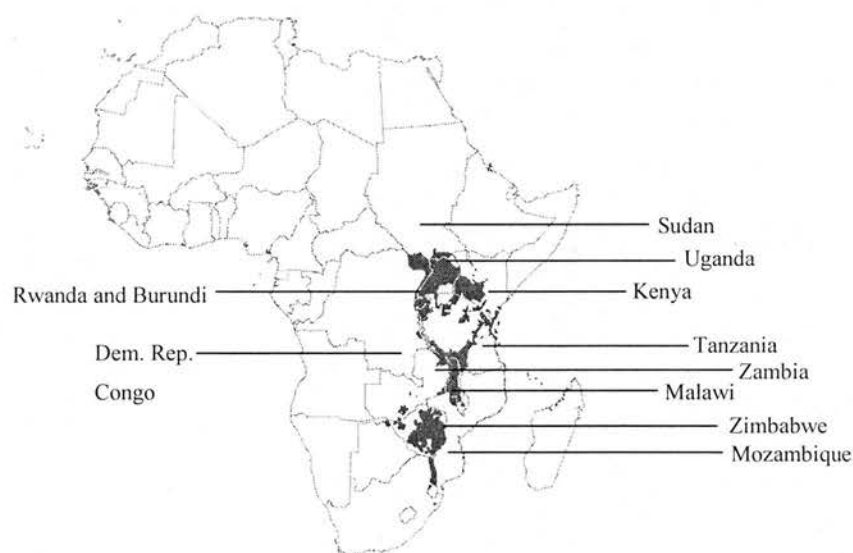 Sudan
Uganda
Rwanda and Burundi
Kenya
Tanzania
Dem. Rep.
Zambia
Congo
Malawi
Zimbabwe
Mozambique